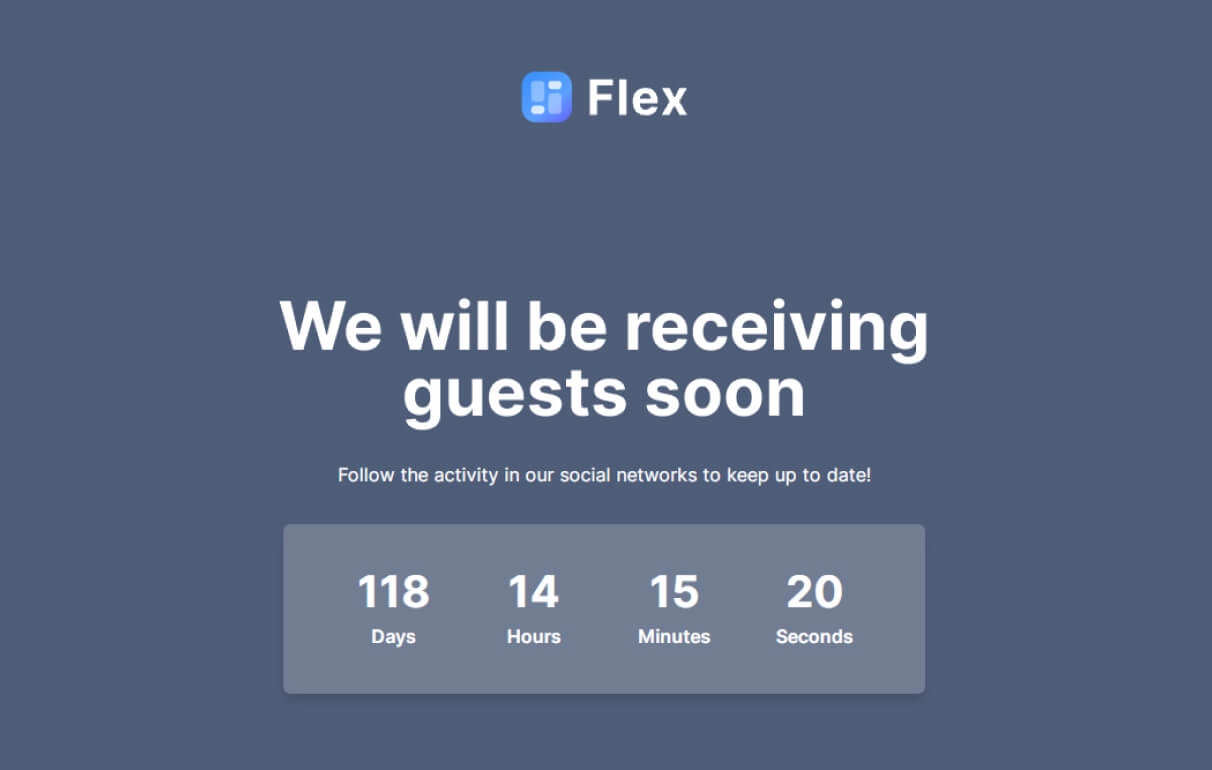 Flex
We will be receiving
guests soon
Follow the activity in our social networks to keep up to date!
118 14 15 20
Days Hours Minutes Seconds